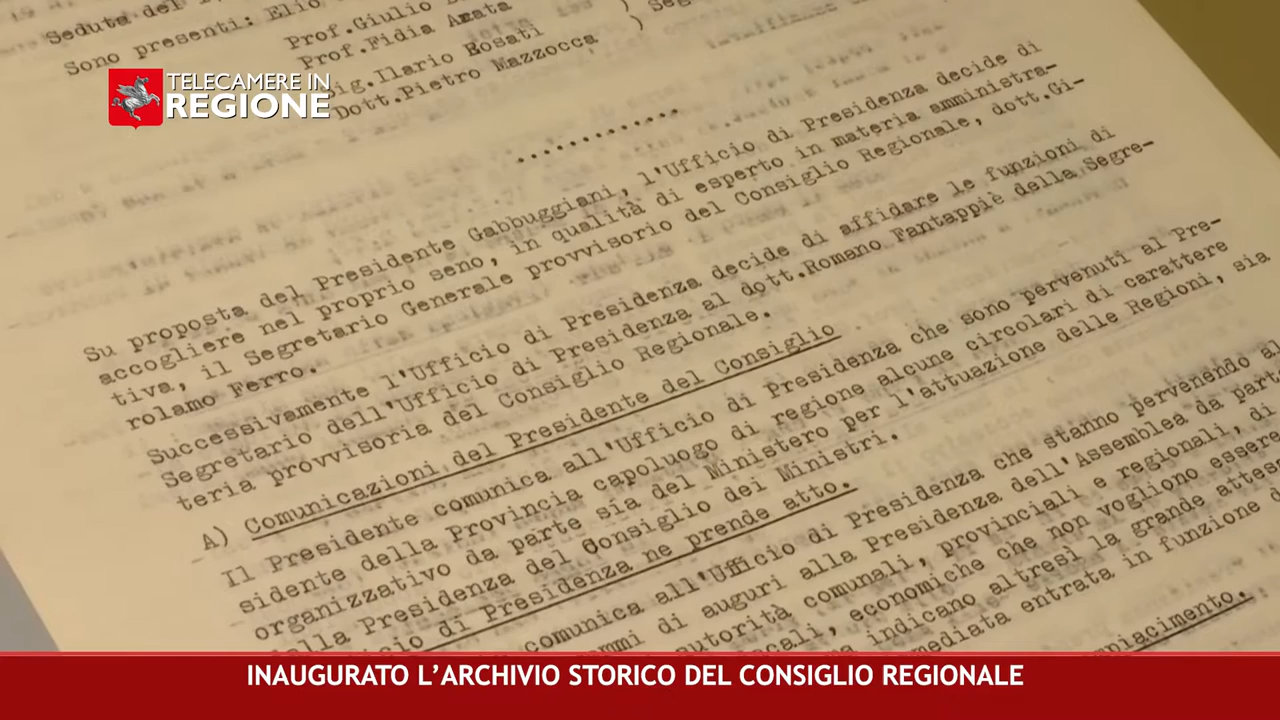 Seduta del
Sono presenti: Elio
Prof.Giulio
Prof.Fidia Arata
Sig.Ilario Rosati
Dott.Pietro Mazzocca
TELECAMERE IN
REGIONE
.............
Su proposta del Presidente Gabbuggiani, l'Ufficio di Presidenza decide di
accogliere nel proprio seno, in qualità di esperto in materia amministra-
tiva, il Segretario Generale provvisorio del Consiglio Regionale, dott.Gi-
rolamo Ferro.
Successivamente l'Ufficio di Presidenza decide di affidare le funzioni di
Segretario dell'Ufficio di Presidenza al dott.Romano Fantappiè della Segre-
teria provvisoria del Consiglio Regionale.
A) Comunicazioni del Presidente del Consiglio
Il Presidente comunica all'Ufficio di Presidenza che sono pervenuti al Pre-
sidente della Provincia capoluogo di regione alcune circolari di carattere
organizzativo da parte sia del Ministero per l'attuazione delle Regioni, sia
dalla Presidenza del Consiglio dei Ministri.
di Presidenza ne prende atto.
comunica all'Ufficio di Presidenza che stanno pervenendo al
di auguri alla Presidenza dell'Assemblea da parte
autorità comunali, provinciali e regionali, di
economiche che non vogliono essere
indicano altresì la grande attes
entrata in funzione
INAUGURATO L'ARCHIVIO STORICO DEL CONSIGLIO REGIONALE